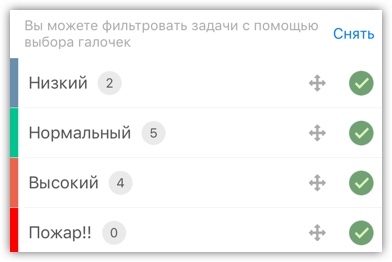 Вы можете фильтровать задачи с помощью
выбора галочек
Снять
Низкий 2
Нормальный 5
Высокий 4
Пожар!! 0